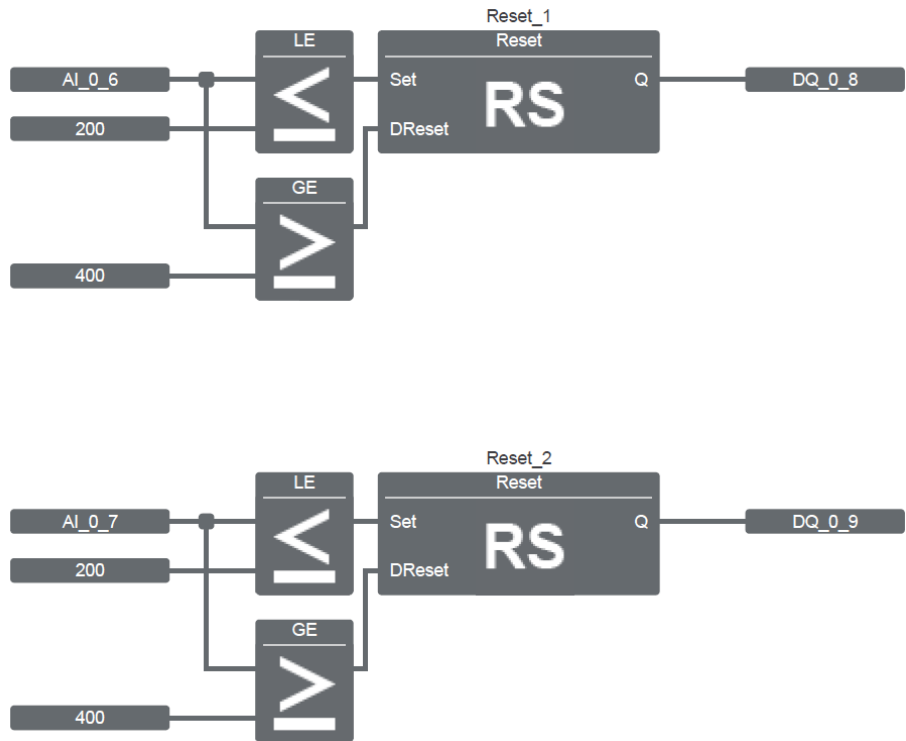 Reset_1
LE
Reset
AI_0_6
Set
RS
Q
DQ_0_8
200
DReset
GE
400
Reset_2
LE
Reset
AI_0_7
Set
RS
Q
DQ_0_9
200
DReset
GE
400